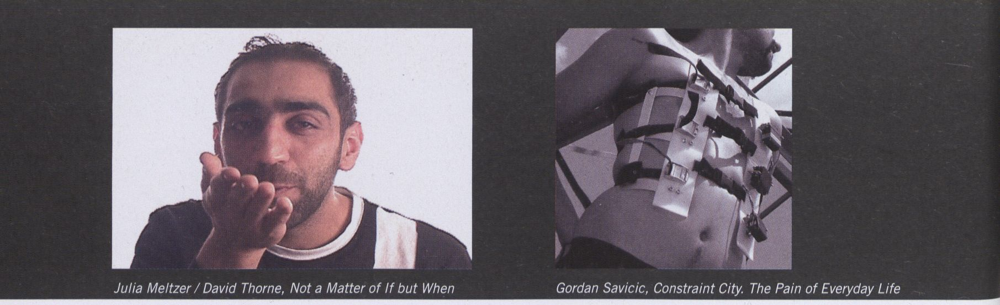 Julia Meltzer / David Thorne, Not a Matter of If but When
Gordan Savicic, Constraint City. The Pain of Everyday Life